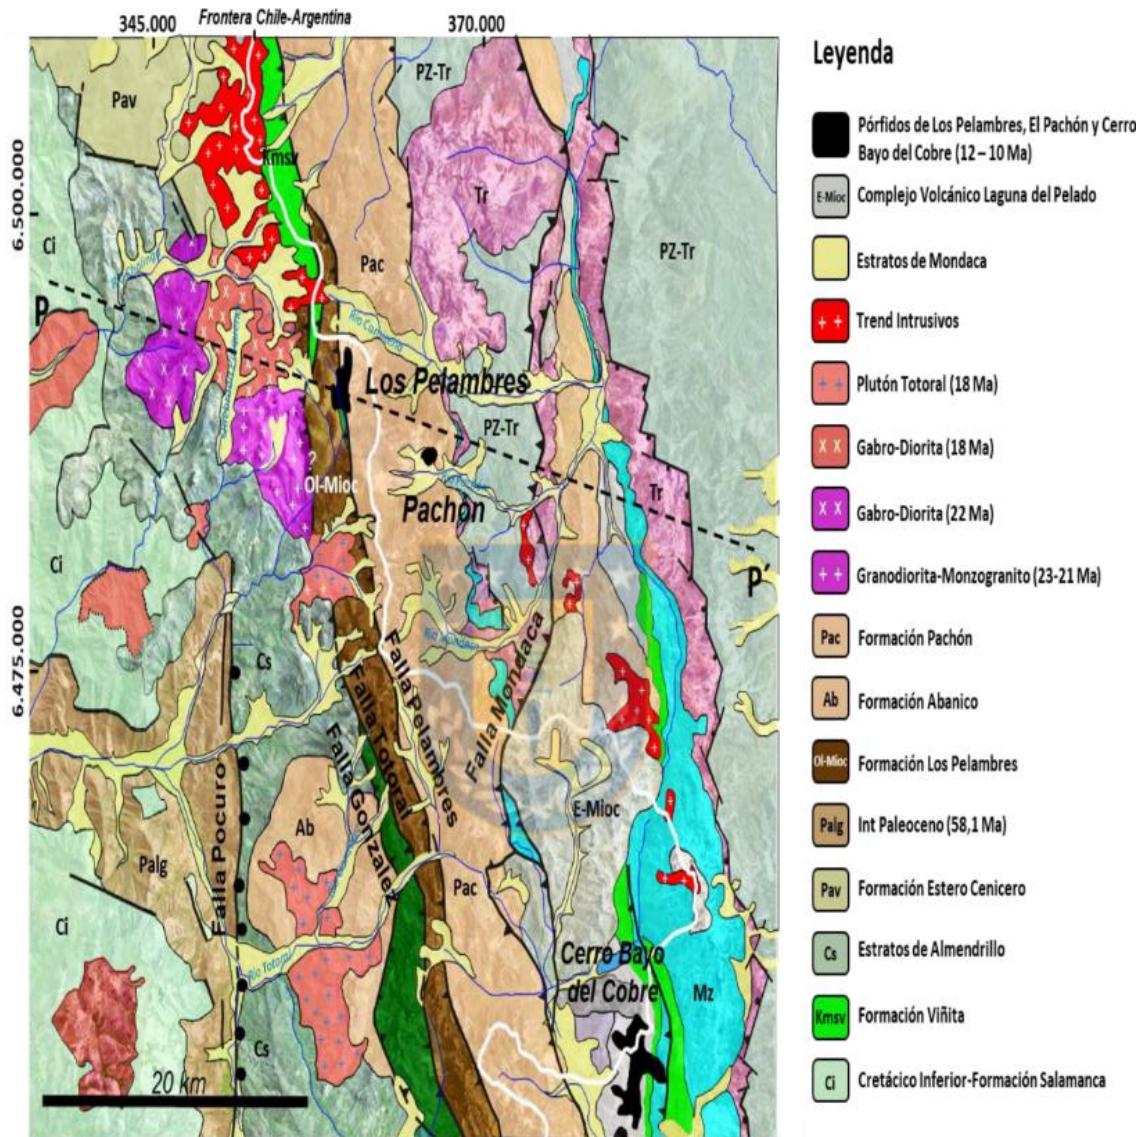 Frontera Chile-Argentina
345.000
370.000
6.500.000
6.475.000
Pav
PZ-Tr
Kmsv
Tr
Ci
Pac
PZ-Tr
P
Los Pelambres
PZ-Tr
?
Ol-Mioc
Pachón
Tr
Ci
P´
Cs
Falla Pelambres
Falla Totoral
Falla Gonzalez
Falla Mondaca
Falla Pocuro
E-Mioc
Ab
Palg
Pac
Ci
Río Totoral
Cerro Bayo
del Cobre
Mz
Cs
20 km
Leyenda
Pórfidos de Los Pelambres, El Pachón y Cerro
Bayo del Cobre (12 – 10 Ma)
E-Mioc Complejo Volcánico Laguna del Pelado
Estratos de Mondaca
Trend Intrusivos
Plutón Totoral (18 Ma)
Gabro-Diorita (18 Ma)
Gabro-Diorita (22 Ma)
Granodiorita-Monzogranito (23-21 Ma)
Pac Formación Pachón
Ab Formación Abanico
Ol-Mioc Formación Los Pelambres
Palg Int Paleoceno (58,1 Ma)
Pav Formación Estero Cenicero
Cs Estratos de Almendrillo
Kmsv Formación Viñita
Ci Cretácico Inferior-Formación Salamanca